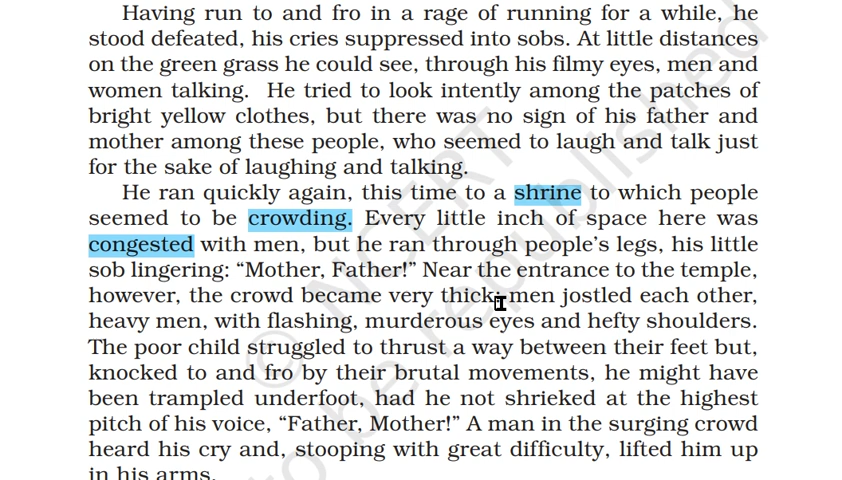 Having run to and fro in a rage of running for a while, he
stood defeated, his cries suppressed into sobs. At little distances
on the green grass he could see, through his filmy eyes, men and
women talking. He tried to look intently among the patches of
bright yellow clothes, but there was no sign of his father and
mother among these people, who seemed to laugh and talk just
for the sake of laughing and talking.
He ran quickly again, this time to a shrine to which people
seemed to be crowding. Every little inch of space here was
congested with men, but he ran through people’s legs, his little
sob lingering: “Mother, Father!” Near the entrance to the temple,
however, the crowd became very thick: men jostled each other,
heavy men, with flashing, murderous eyes and hefty shoulders.
The poor child struggled to thrust a way between their feet but,
knocked to and fro by their brutal movements, he might have
been trampled underfoot, had he not shrieked at the highest
pitch of his voice, “Father, Mother!” A man in the surging crowd
heard his cry and, stooping with great difficulty, lifted him up
in his arms.
© NCERT
to be republished